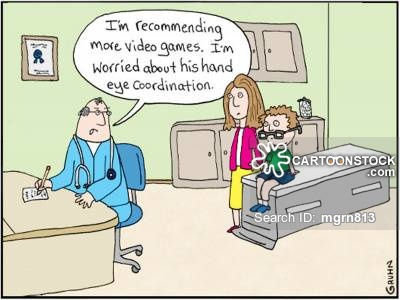 I'm recommending
more video games. I'm
worried about his hand
eye coordination.
CARTOONSTOCK
.com
Search ID: mgrn813
GRUHN